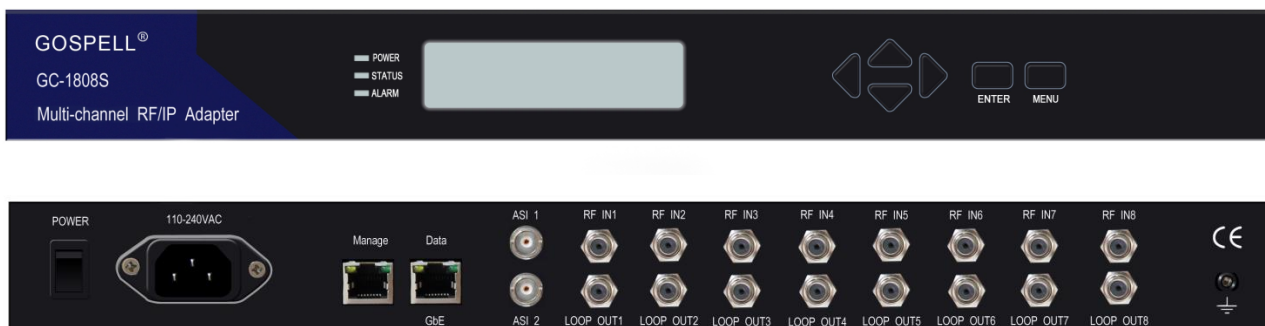 GOSPELL®
GC-1808S
Multi-channel RF/IP Adapter
POWER
STATUS
ALARM
ENTER MENU
POWER 110-240VAC
Manage Data
ASI 1 RF IN1 RF IN2 RF IN3 RF IN4 RF IN5 RF IN6 RF IN7 RF IN8
CE
GbE ASI 2 LOOP OUT1 LOOP OUT2 LOOP OUT3 LOOP OUT4 LOOP OUT5 LOOP OUT6 LOOP OUT7 LOOP OUT8